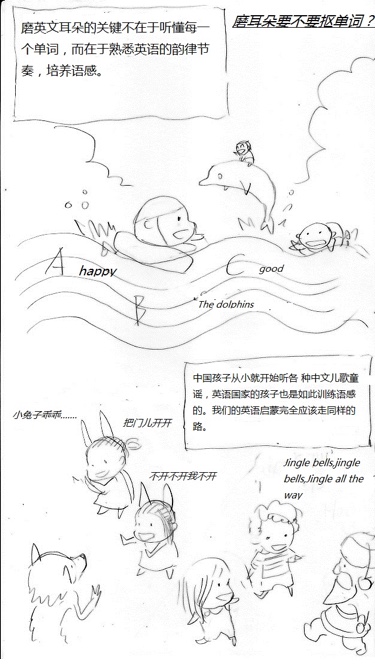 磨耳朵要不要抠单词？
磨英文耳朵的关键不在于听懂每一
个单词，而在于熟悉英语的韵律节
奏，培养语感。
A
happy
B
C
good
The dolphins
中国孩子从小就开始听各 种中文儿歌童
谣，英语国家的孩子也是如此训练语感
的。我们的英语启蒙完全应该走同样的
路。
小兔子乖乖……
把门儿开开
不开不开我不开
Jingle bells,jingle
bells,Jingle all the
way